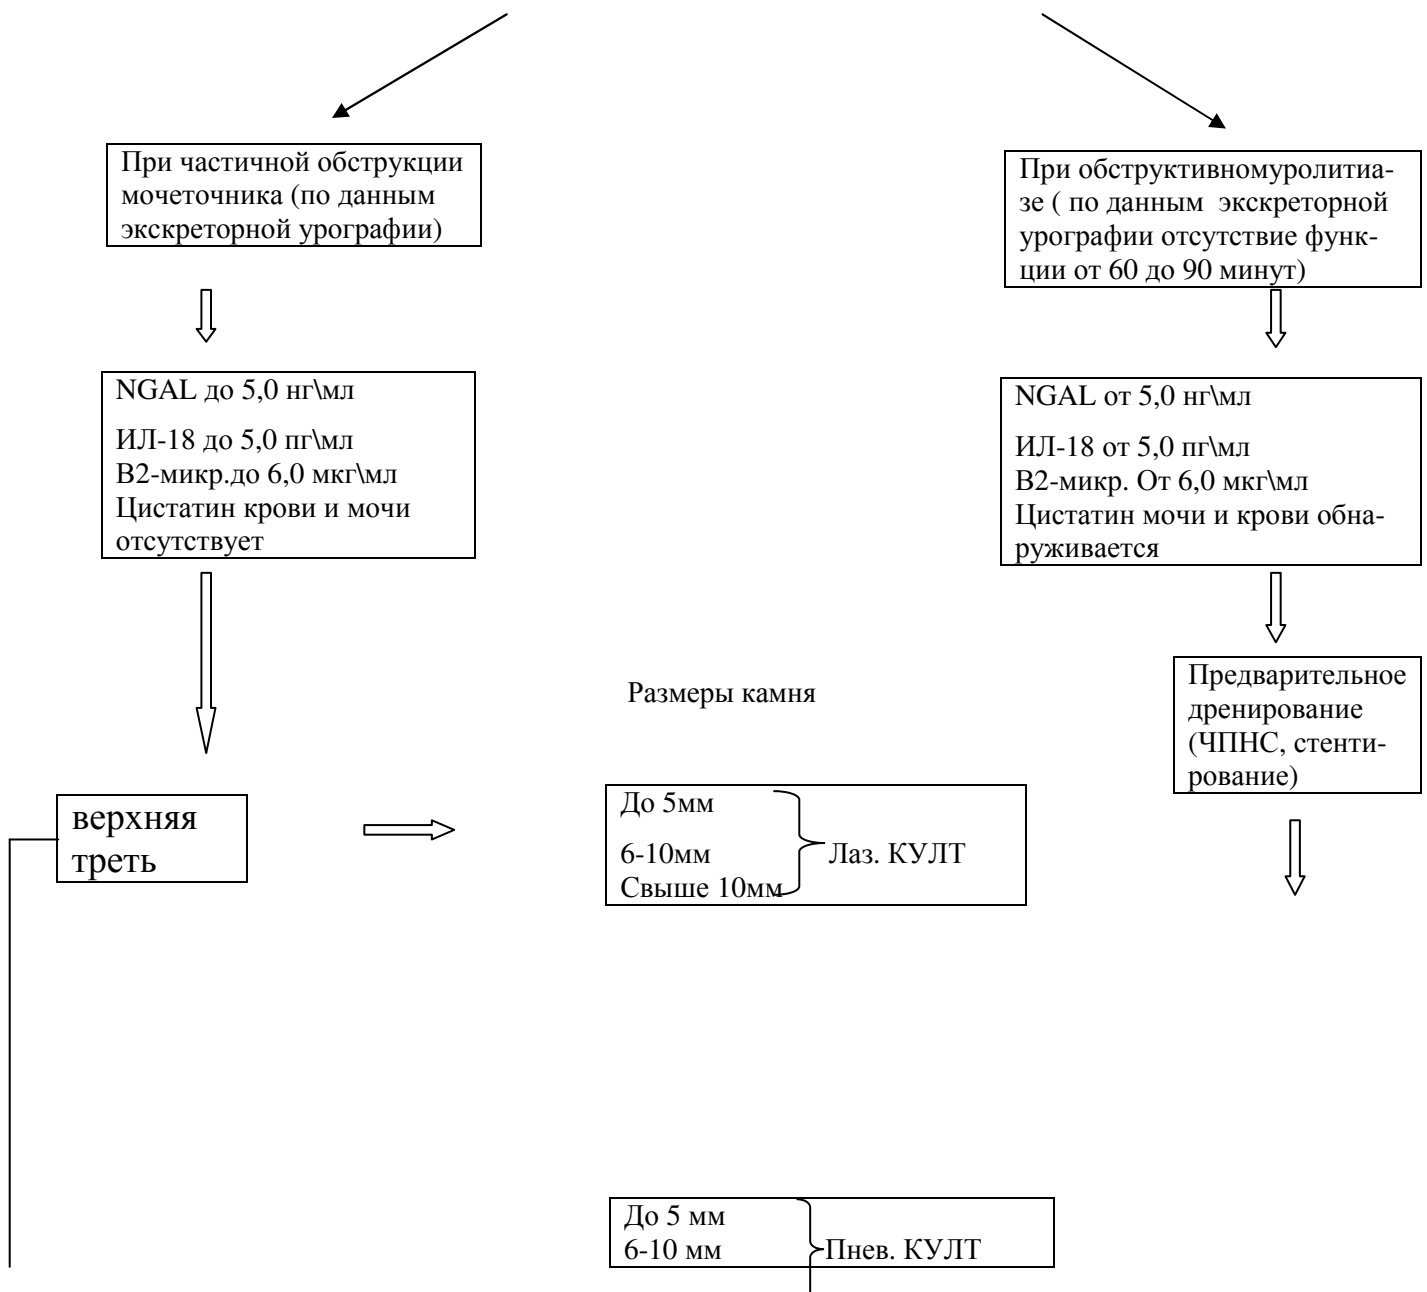 При частичной обструкции
мочеточника (по данным
экскреторной урографии)
При обструктивномуролитиа-
зе ( по данным экскреторной
урографии отсутствие функ-
ции от 60 до 90 минут)
NGAL до 5,0 нг\мл
ИЛ-18 до 5,0 пг\мл
В2-микр.до 6,0 мкг\мл
Цистатин крови и мочи
отсутствует
NGAL от 5,0 нг\мл
ИЛ-18 от 5,0 пг\мл
В2-микр. От 6,0 мкг\мл
Цистатин мочи и крови обна-
руживается
Размеры камня
Предварительное
дренирование
(ЧПНС, стенти-
рование)
верхняя
треть
До 5мм
6-10мм
Свыше 10мм
Лаз. КУЛТ
До 5 мм
6-10 мм
Пнев. КУЛТ